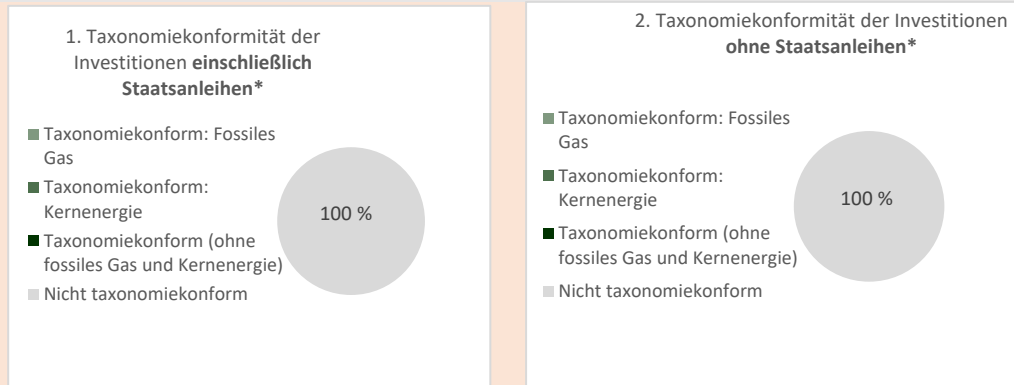 1. Taxonomiekonformität der
Investitionen einschließlich
Staatsanleihen*
Taxonomiekonform: Fossiles
Gas
Taxonomiekonform:
Kernenergie
Taxonomiekonform (ohne
fossiles Gas und Kernenergie)
Nicht taxonomiekonform
100 %
2. Taxonomiekonformität der Investitionen
ohne Staatsanleihen*
Taxonomiekonform: Fossiles
Gas
Taxonomiekonform:
Kernenergie
Taxonomiekonform (ohne
fossiles Gas und Kernenergie)
Nicht taxonomiekonform
100 %